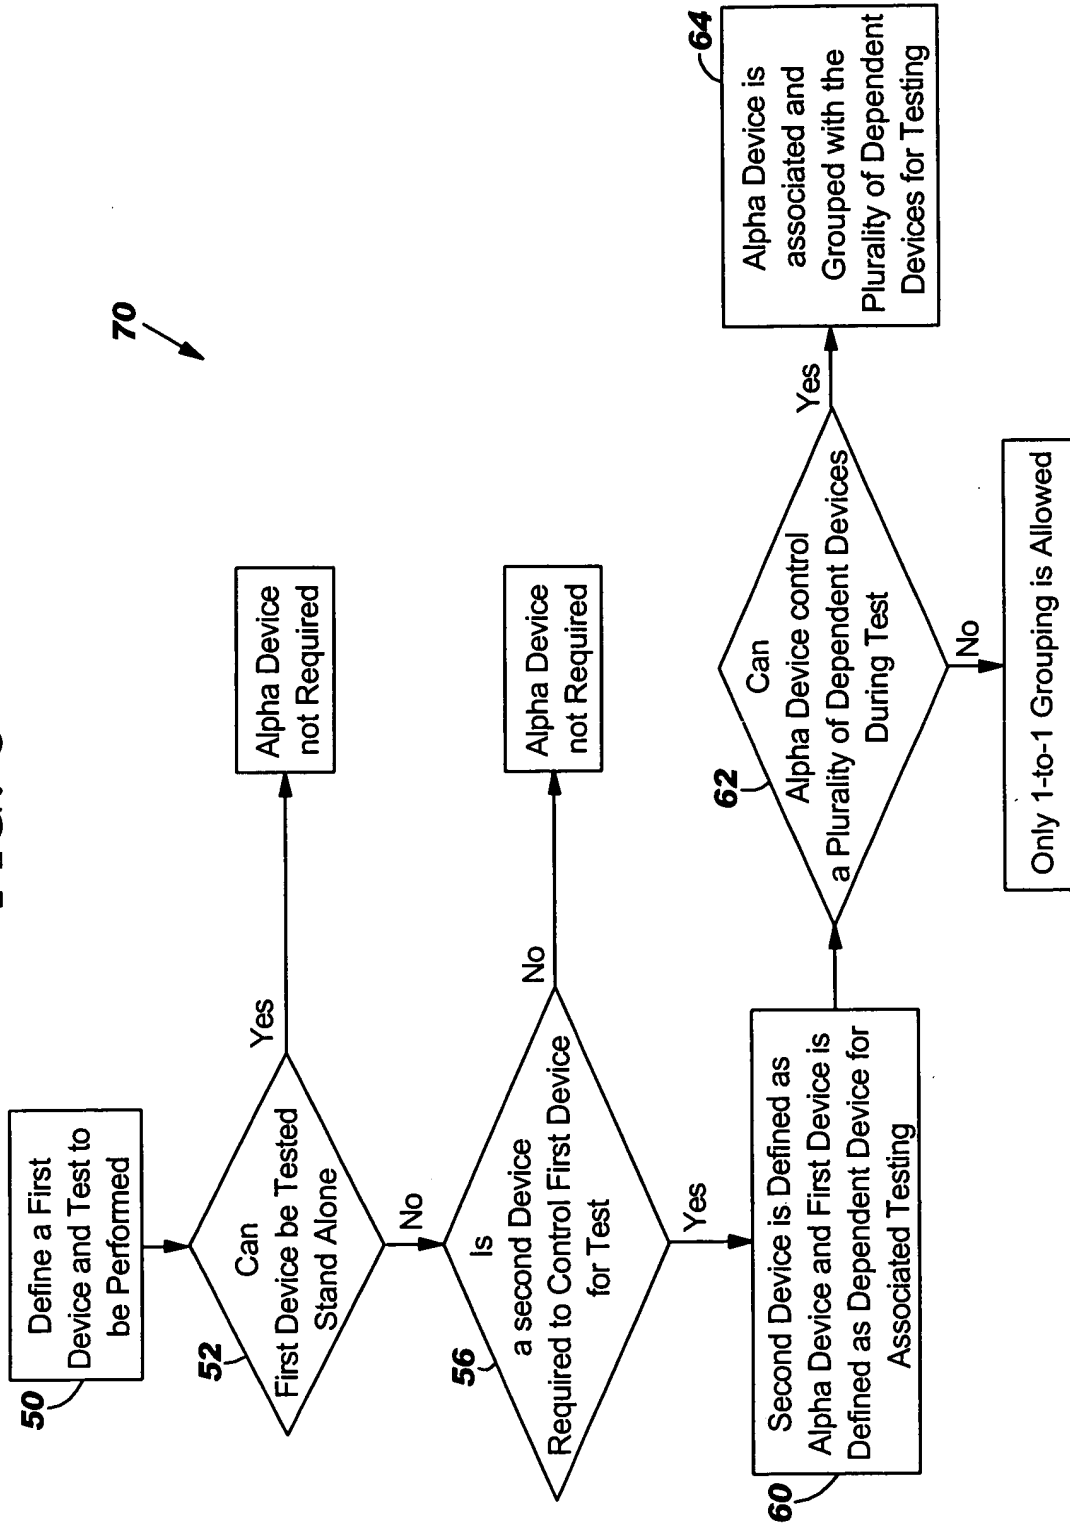 70
50
Define a First
Device and Test to
be Performed
52
Can
First Device be Tested
Stand Alone
Yes
Alpha Device
not Required
No
56
Is
a second Device
Required to Control First Device
for Test
No
Alpha Device
not Required
Yes
60
Second Device is Defined as
Alpha Device and First Device is
Defined as Dependent Device for
Associated Testing
62
Can
Alpha Device control
a Plurality of Dependent Devices
During Test
Yes
64
Alpha Device is
associated and
Grouped with the
Plurality of Dependent
Devices for Testing
No
Only 1-to-1 Grouping is Allowed